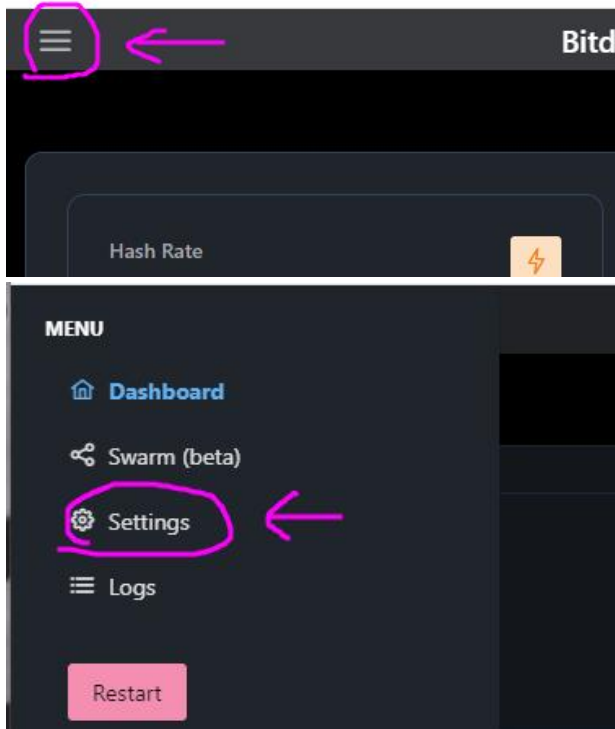 Bitd
Hash Rate
MENU
Dashboard
Swarm (beta)
Settings
Logs
Restart